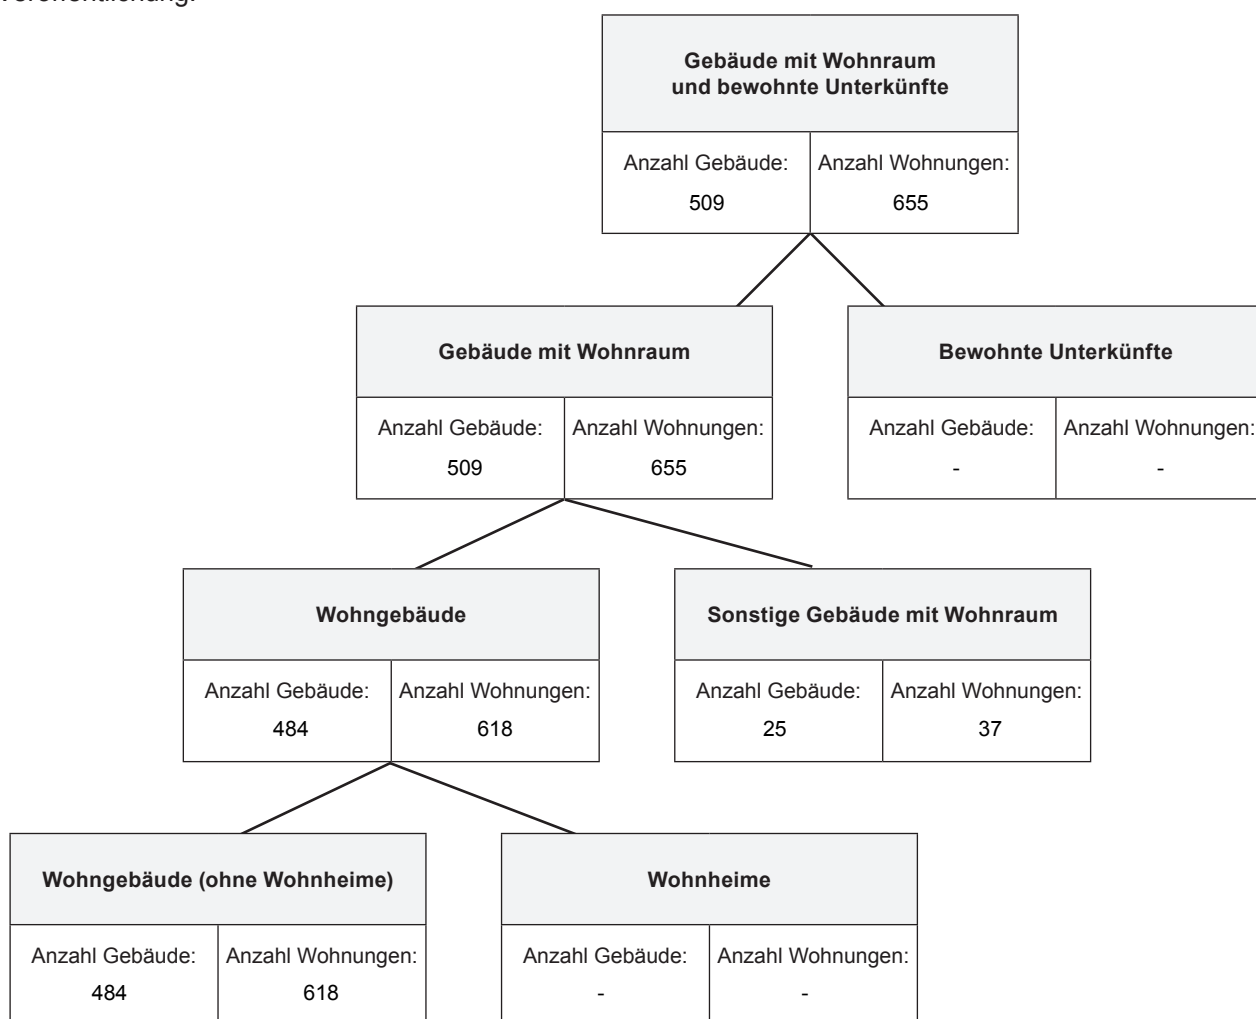 Veröffentlichung.
Gebäude mit Wohnraum
und bewohnte Unterkünfte
Anzahl Gebäude: Anzahl Wohnungen:
509 655
Gebäude mit Wohnraum Bewohnte Unterkünfte
Anzahl Gebäude: Anzahl Wohnungen: Anzahl Gebäude: Anzahl Wohnungen:
509 655 - -
Wohngebäude Sonstige Gebäude mit Wohnraum
Anzahl Gebäude: Anzahl Wohnungen: Anzahl Gebäude: Anzahl Wohnungen:
484 618 25 37
Wohngebäude (ohne Wohnheime) Wohnheime
Anzahl Gebäude: Anzahl Wohnungen: Anzahl Gebäude: Anzahl Wohnungen:
484 618 - -